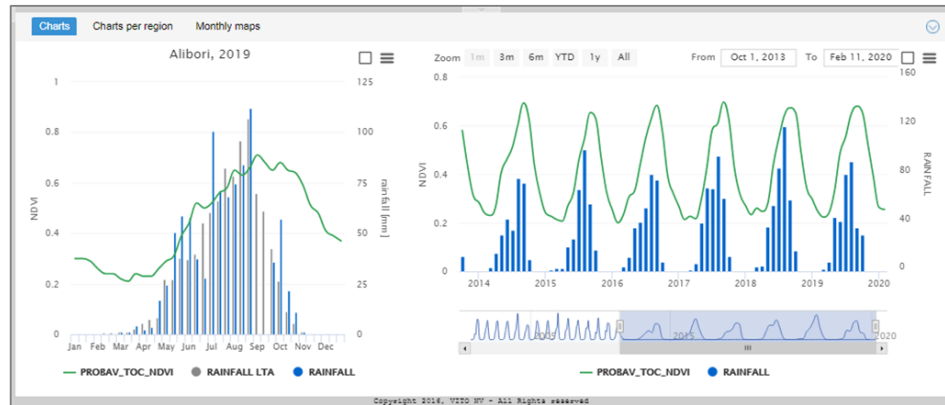 Charts Charts per region Monthly maps
Alibori, 2019
Zoom 1m 3m 6m YTD 1y All From Oct 1, 2013 To Feb 11, 2020
1 125
0.8 100
0.6 75
0.4 50
0.2 25
0 0
NDVI
rainfall [mm]
Jan Feb Mar Apr May Jun Jul Aug Sep Oct Nov Dec
PROBAV_TOC_NDVI RAINFALL LTA RAINFALL
0.8 160
0.6 120
0.4 80
0.2 40
0 0
NDVI
RAINFALL
2014 2015 2016 2017 2018 2019 2020
2005 2015 2020
PROBAV_TOC_NDVI RAINFALL
Copyright 2016, VITO NV - All Rights reserved